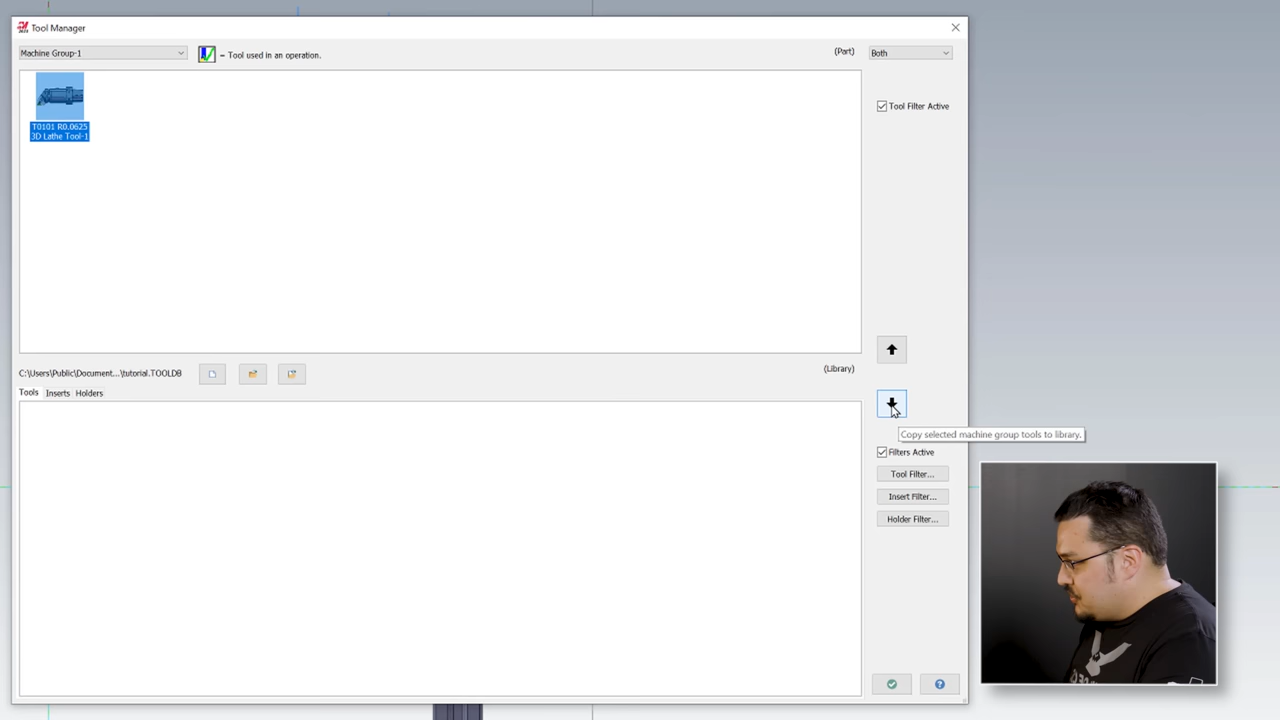 Tool Manager
Machine Group-1
= Tool used in an operation.
(Part)
Both
Tool Filter Active
T0101 R0.0625
3D Lathe Tool-1
C:\Users\Public\Document...\tutorial.TOOLDB
(Library)
Tools
Inserts
Holders
Copy selected machine group tools to library.
Filters Active
Tool Filter...
Insert Filter...
Holder Filter...